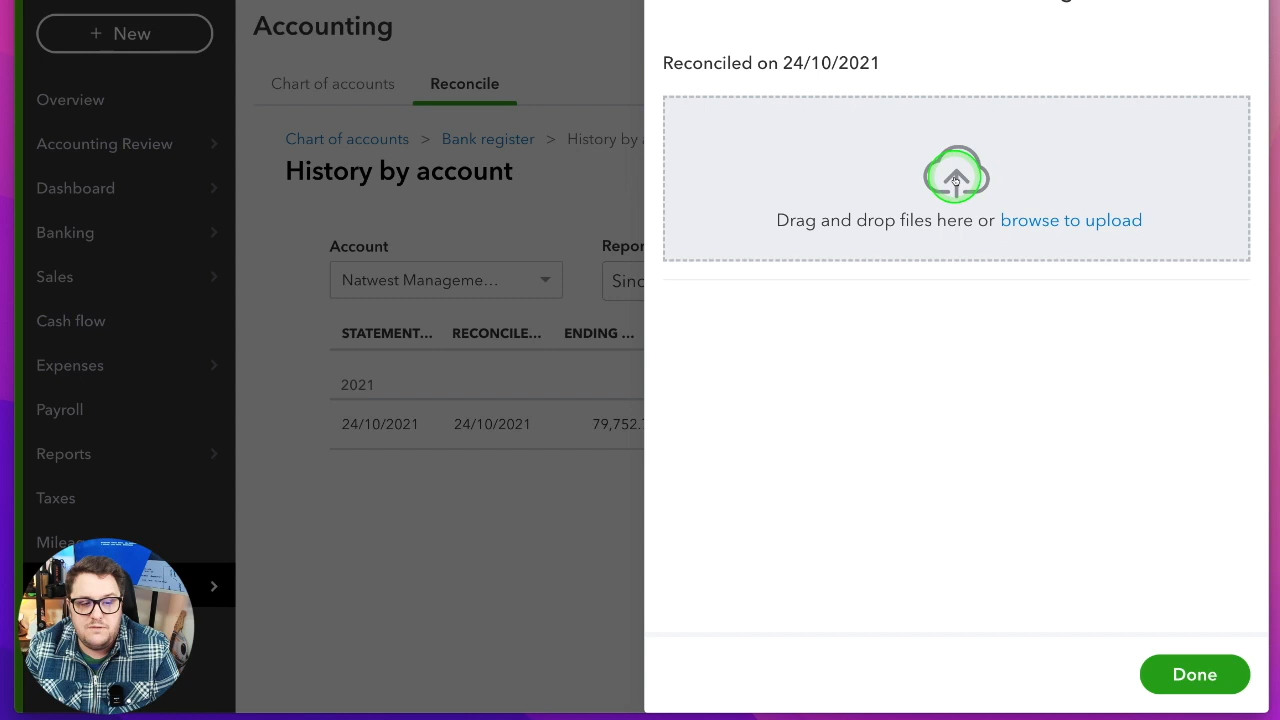 + New
Overview
Accounting Review
Dashboard
Banking
Sales
Cash flow
Expenses
Payroll
Reports
Taxes
Accounting
Chart of accounts
Reconcile
Chart of accounts > Bank register > History by
History by account
Account
Natwest Manageme…
STATEMENT... RECONCILE... ENDING ...
2021
24/10/2021 24/10/2021 79,752.
Reconciled on 24/10/2021
Drag and drop files here or browse to upload
Done